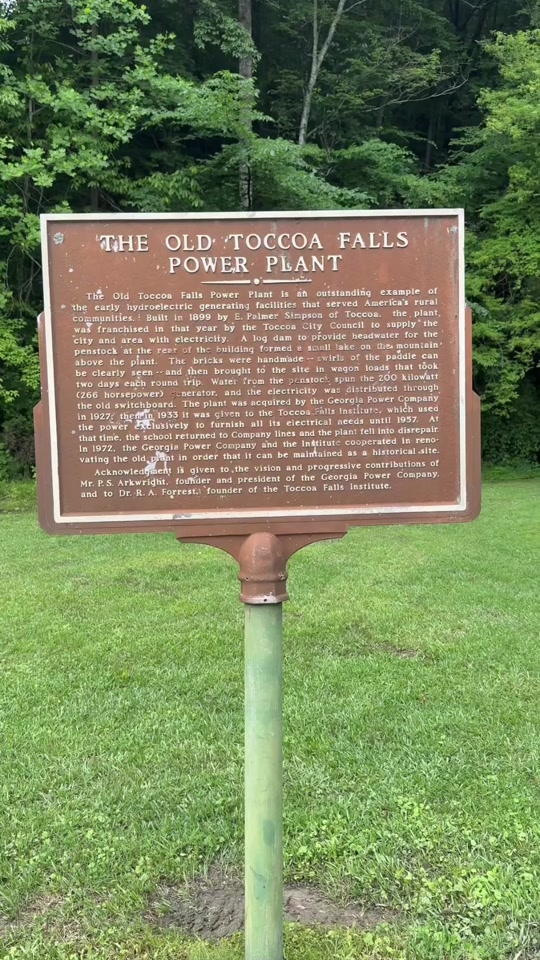 THE OLD TOCCOA FALLS
POWER PLANT
The Old Toccoa Falls Power Plant is an outstanding example of
the early hydroelectric generating facilities that served America's rural
communities. Built in 1899 by E. Palmer Simpson of Toccoa, the plant
was franchised in that year by the Toccoa City Council to supply the
city and area with electricity. A log dam to provide headwater for the
penstock at the rear of the building formed a small lake on the mountain
above the plant. The bricks were handmade -- swirls of the paddle can
be clearly seen -- and then brought to the site in wagon loads that took
two days each round trip. Water from the penstock spun the 200 kilowatt
(266 horsepower) generator, and the electricity was distributed through
the old switchboard. The plant was acquired by the Georgia Power Company
in 1927; then in 1933 it was given to the Toccoa Falls Institute, which used
the power exclusively to furnish all its electrical needs until 1957. At
that time, the school returned to Company lines and the plant fell into disrepair.
In 1972, the Georgia Power Company and the Institute cooperated in reno-
vating the old plant in order that it can be maintained as a historical site.
Acknowledgment is given to the vision and progressive contributions of
Mr. P.S. Arkwright, founder and president of the Georgia Power Company,
and to Dr. R.A. Forrest, founder of the Toccoa Falls Institute.